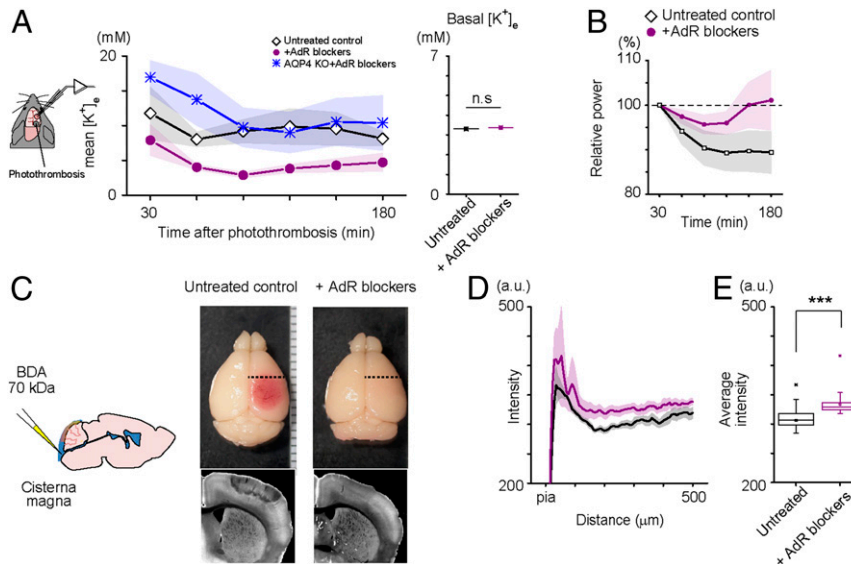 A
(mM)
20
10
0
mean [K⁺]e
Untreated control
+AdR blockers
AQP4 KO+AdR blockers
30
180
Time after photothrombosis (min)
Photothrombosis
Basal [K⁺]e
(mM)
7
0
n.s
Untreated
+ AdR blockers
B
Untreated control
+AdR blockers
(%)
100
90
80
Relative power
30
180
Time (min)
C
Untreated control
+ AdR blockers
BDA
70 kDa
Cisterna
magna
D
(a.u.)
500
200
Intensity
pia
500
Distance (μm)
E
(a.u.)
500
200
Average
intensity
***
Untreated
+ AdR blockers